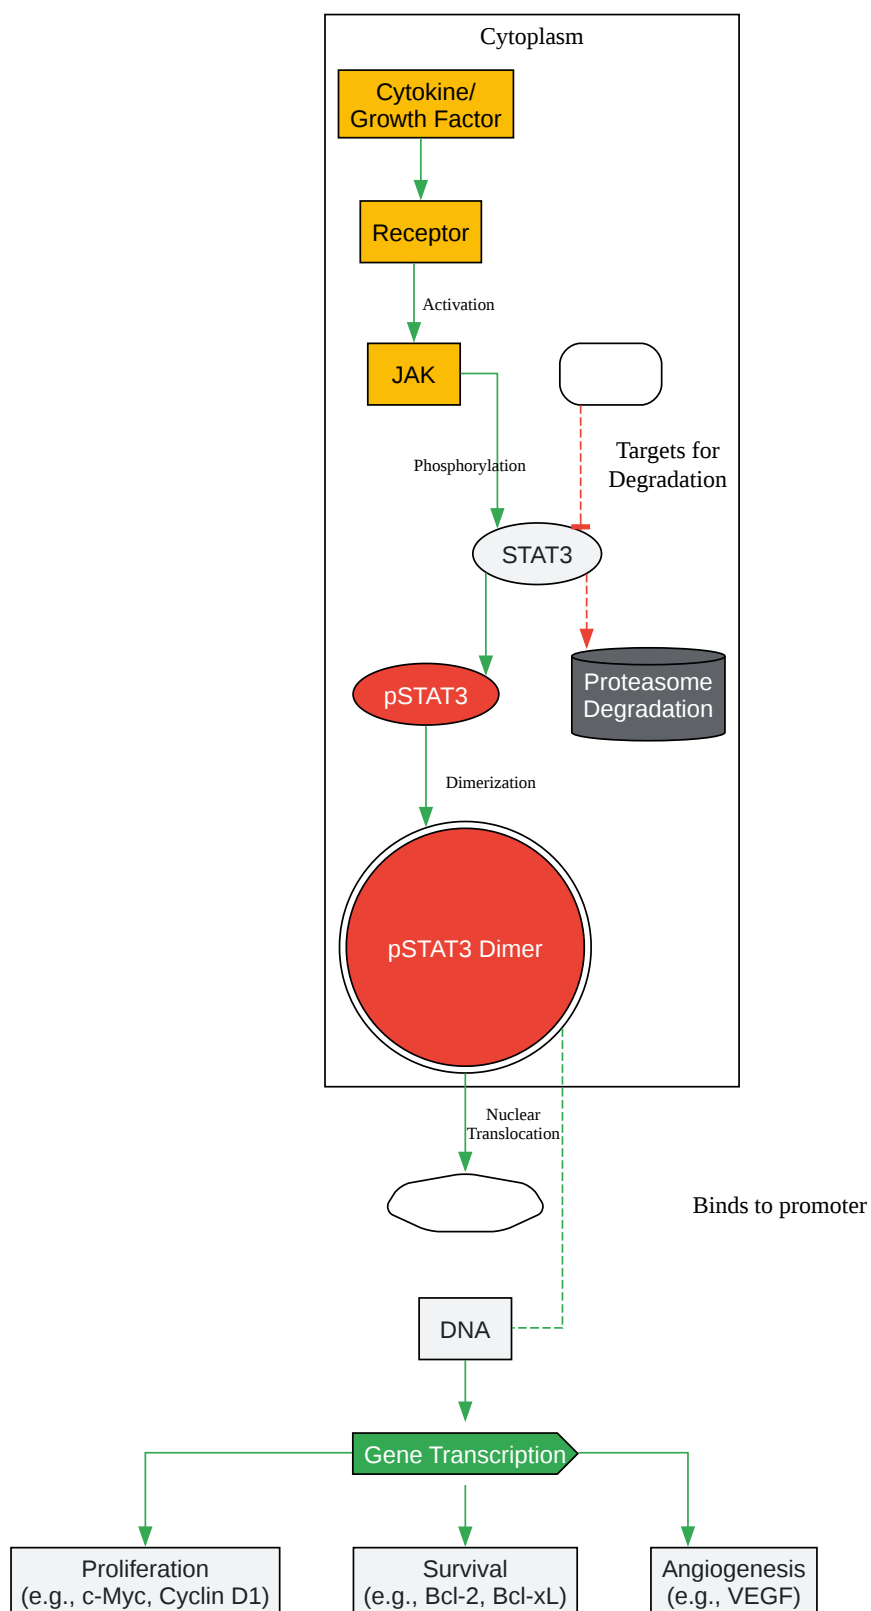 Cytoplasm
Cytokine/
Growth Factor
Receptor
Activation
JAK
Phosphorylation
Targets for
Degradation
STAT3
pSTAT3
Proteasome
Degradation
Dimerization
pSTAT3 Dimer
Nuclear
Translocation
Binds to promoter
DNA
Gene Transcription
Proliferation
(e.g., c-Myc, Cyclin D1)
Survival
(e.g., Bcl-2, Bcl-xL)
Angiogenesis
(e.g., VEGF)